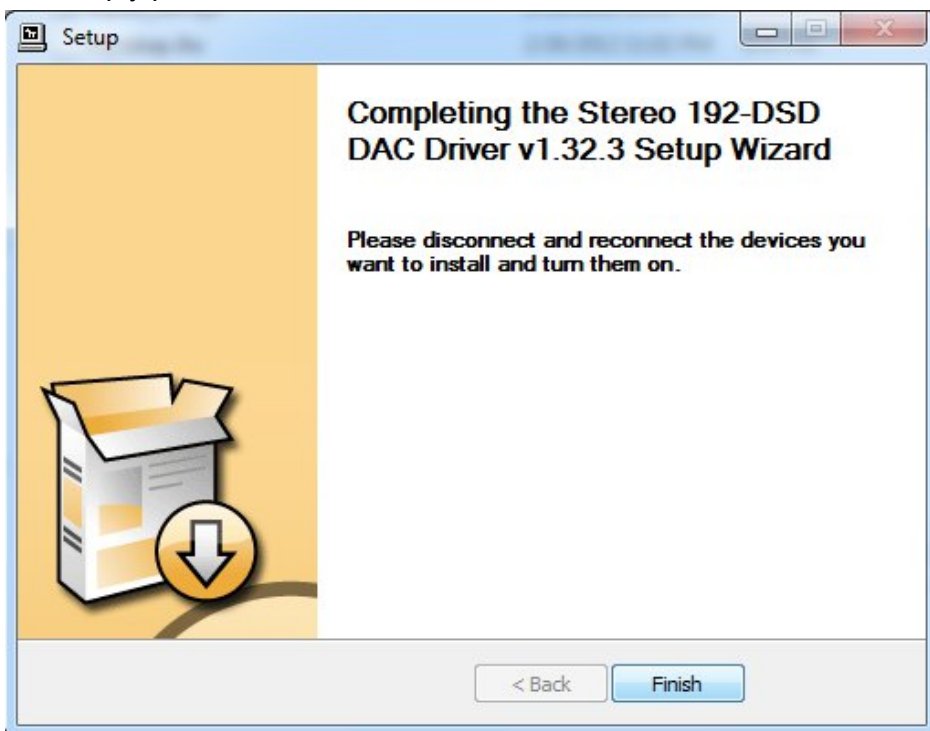 Setup
Completing the Stereo 192-DSD
DAC Driver v1.32.3 Setup Wizard
Please disconnect and reconnect the devices you
want to install and turn them on.
< Back
Finish